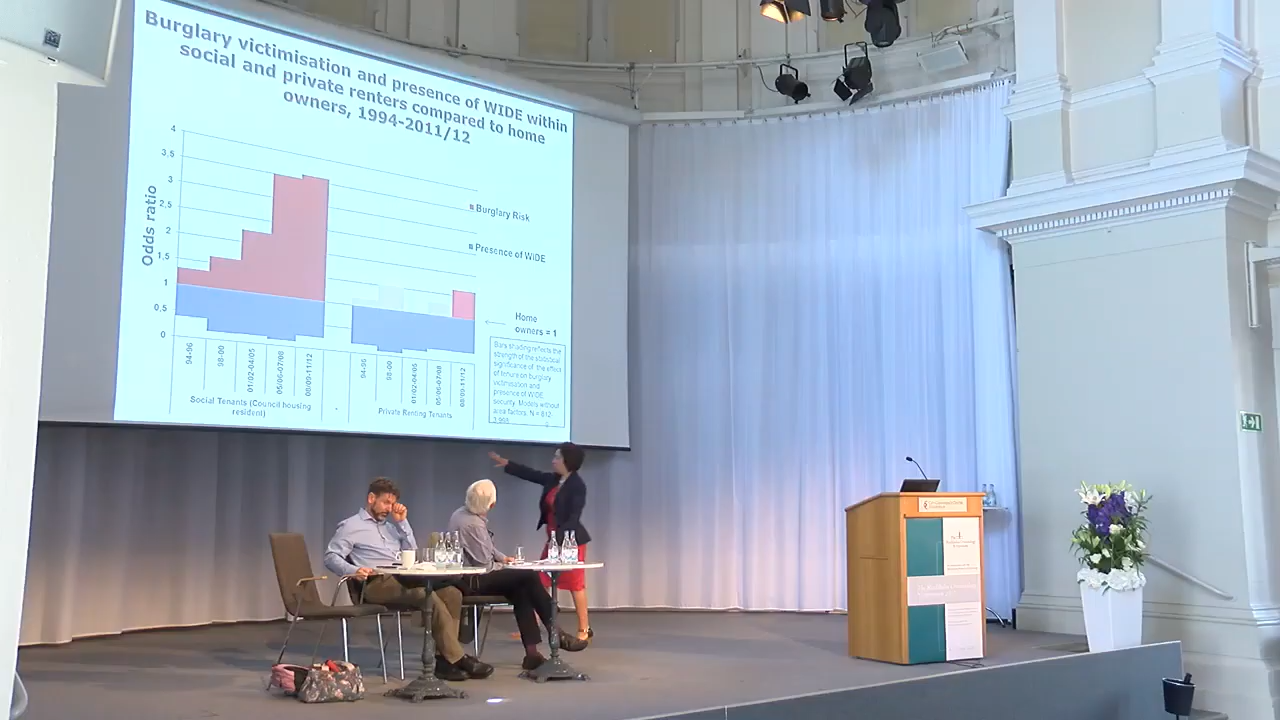 Burglary victimisation and presence of WIDE within
social and private renters compared to home
owners, 1994-2011/12
Odds ratio
4
3,5
3
2,5
2
1,5
1
0,5
0
94-96
98-00
01/02-04/05
05/06-07/08
08/09-11/12
Social Tenants (Council housing
resident)
94-96
98-00
01/02-04/05
05/06-07/08
08/09-11/12
Private Renting Tenants
Burglary Risk
Presence of WIDE
Home
owners = 1
Bars shading reflects the
strength of the statistical
significance of the effect
of tenure on burglary
victimisation and
presence of WIDE
security. Models without
area factors. N = 812-